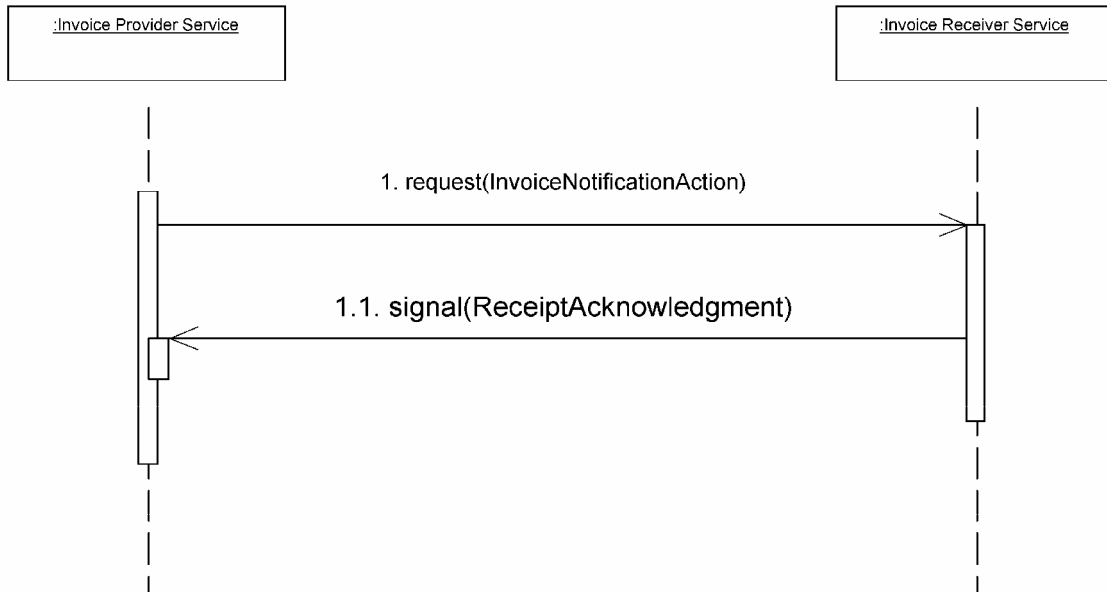 :Invoice Provider Service
:Invoice Receiver Service
1. request(InvoiceNotificationAction)
1.1. signal(ReceiptAcknowledgment)